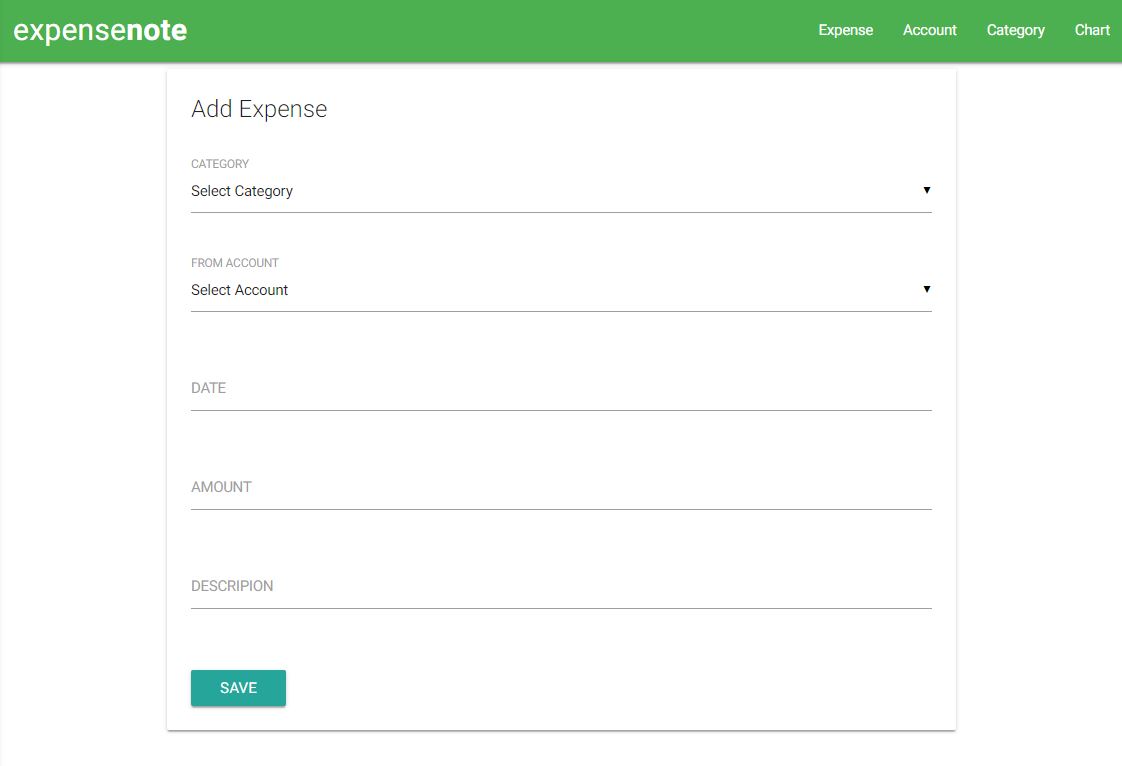 expensenote
Expense Account Category Chart
Add Expense
CATEGORY
Select Category
FROM ACCOUNT
Select Account
DATE
AMOUNT
DESCRIPION
SAVE